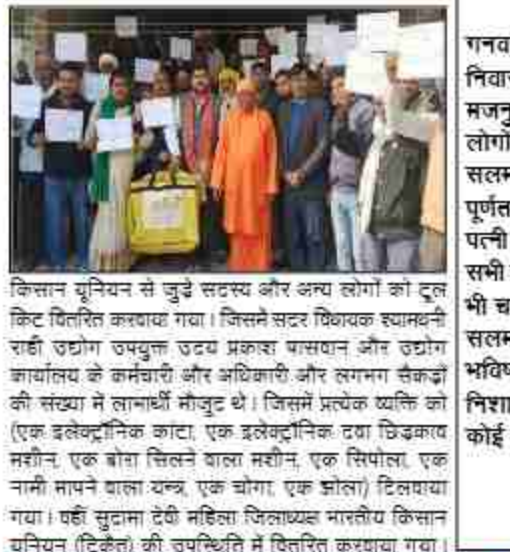 किसान यूनियन से जुड़े सदस्य और अन्य लोगों को टूल
किट वितरित करवाया गया। जिसमें सदर विधायक श्यामधनी
राही उद्योग उपयुक्त उदय प्रकाश पासवान और उद्योग
कार्यालय के कर्मचारी और अधिकारी और लगभग सैकड़ों
की संख्या में लाभार्थी मौजूद थे। जिसमें प्रत्येक व्यक्ति को
(एक इलेक्ट्रॉनिक कांटा, एक इलेक्ट्रॉनिक दवा छिड़काव
मशीन, एक बोरा सिलने वाला मशीन, एक सिपोला, एक
नामी मापने वाला यन्त्र, एक चोगा, एक झोला) दिलवाया
गया। वहीं सुदामा देवी महिला जिलाध्यक्ष भारतीय किसान
यूनियन (टिकैत) की उपस्थिति में वितरित करवाया गया।
गनव
निवार
मजनु
लोगों
सलम
पूर्णत
पत्नी
सभी
भी च
सलम
भविष
निशा
कोई